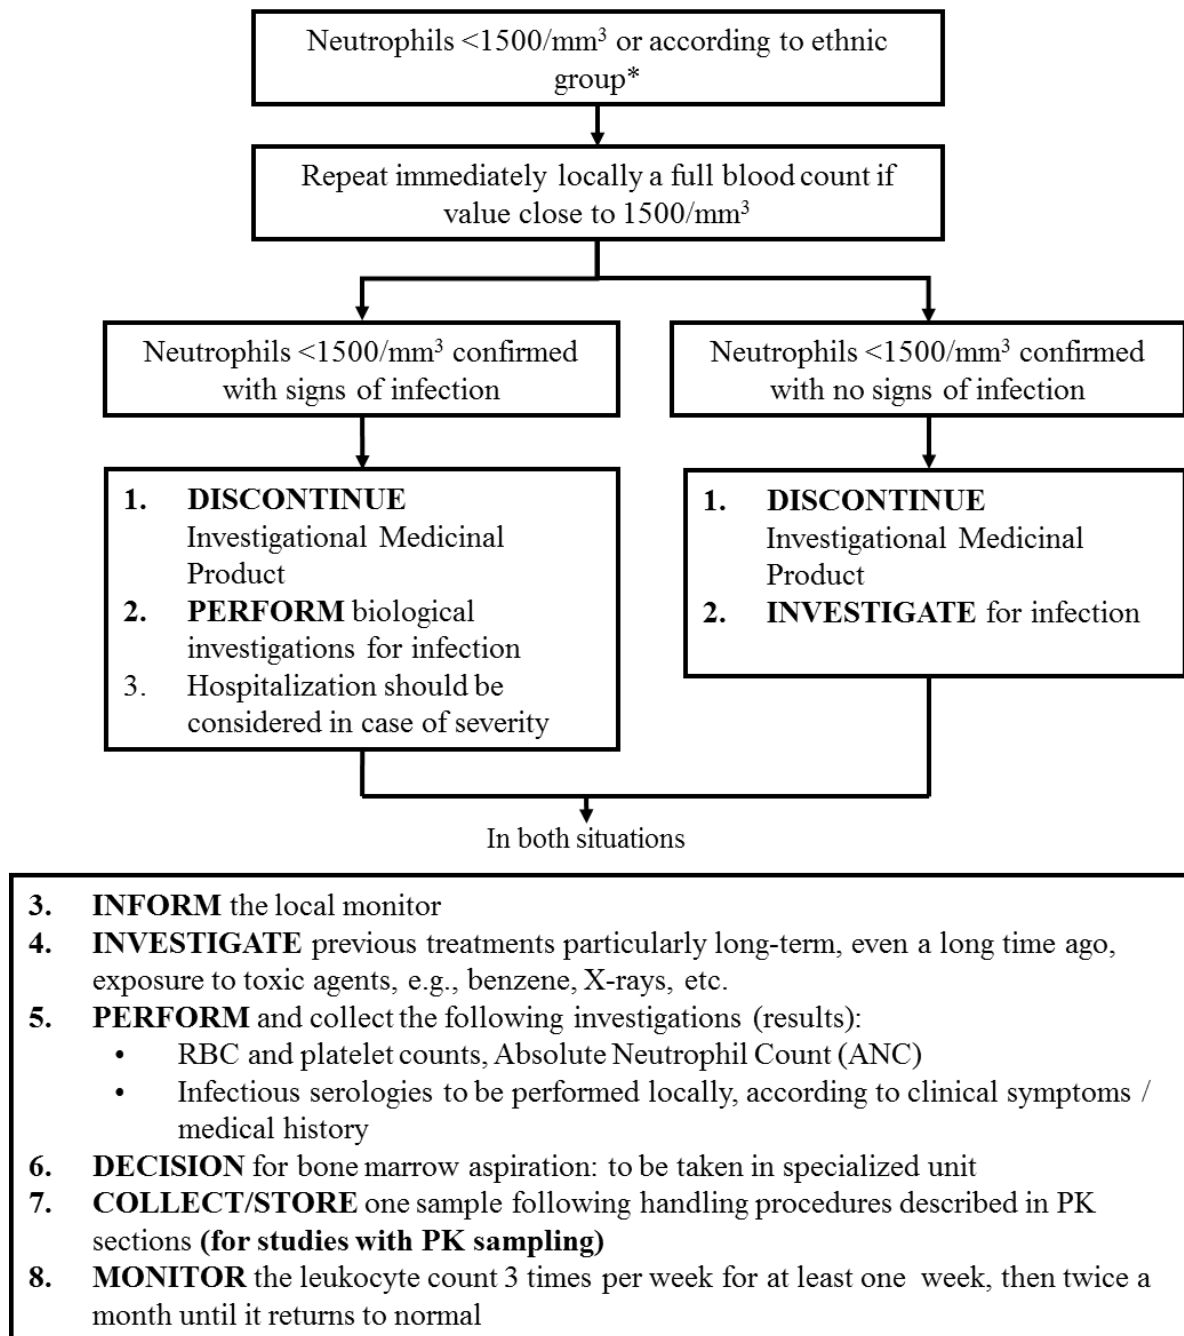 Neutrophils <1500/mm³ or according to ethnic
group*
Repeat immediately locally a full blood count if
value close to 1500/mm³
Neutrophils <1500/mm³ confirmed
with signs of infection
Neutrophils <1500/mm³ confirmed
with no signs of infection
1. DISCONTINUE
Investigational Medicinal
Product
2. PERFORM biological
investigations for infection
3. Hospitalization should be
considered in case of severity
1. DISCONTINUE
Investigational Medicinal
Product
2. INVESTIGATE for infection
In both situations
3. INFORM the local monitor
4. INVESTIGATE previous treatments particularly long-term, even a long time ago,
exposure to toxic agents, e.g., benzene, X-rays, etc.
5. PERFORM and collect the following investigations (results):
• RBC and platelet counts, Absolute Neutrophil Count (ANC)
• Infectious serologies to be performed locally, according to clinical symptoms /
medical history
6. DECISION for bone marrow aspiration: to be taken in specialized unit
7. COLLECT/STORE one sample following handling procedures described in PK
sections (for studies with PK sampling)
8. MONITOR the leukocyte count 3 times per week for at least one week, then twice a
month until it returns to normal